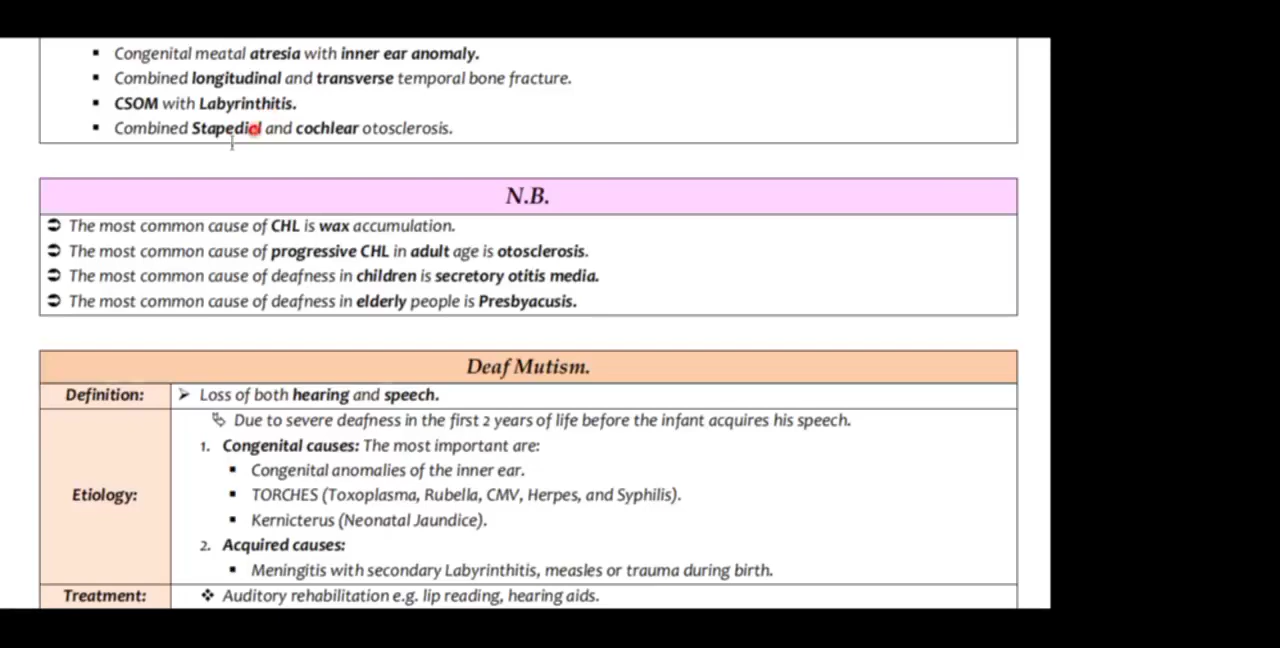 ▪ Congenital meatal atresia with inner ear anomaly.
▪ Combined longitudinal and transverse temporal bone fracture.
▪ CSOM with Labyrinthitis.
▪ Combined Stapedial and cochlear otosclerosis.
N.B.
➲ The most common cause of CHL is wax accumulation.
➲ The most common cause of progressive CHL in adult age is otosclerosis.
➲ The most common cause of deafness in children is secretory otitis media.
➲ The most common cause of deafness in elderly people is Presbyacusis.
Deaf Mutism.
Definition: ➢ Loss of both hearing and speech.
Due to severe deafness in the first 2 years of life before the infant acquires his speech.
1. Congenital causes: The most important are:
▪ Congenital anomalies of the inner ear.
Etiology: ▪ TORCHES (Toxoplasma, Rubella, CMV, Herpes, and Syphilis).
▪ Kernicterus (Neonatal Jaundice).
2. Acquired causes:
▪ Meningitis with secondary Labyrinthitis, measles or trauma during birth.
Treatment: ❖ Auditory rehabilitation e.g. lip reading, hearing aids.